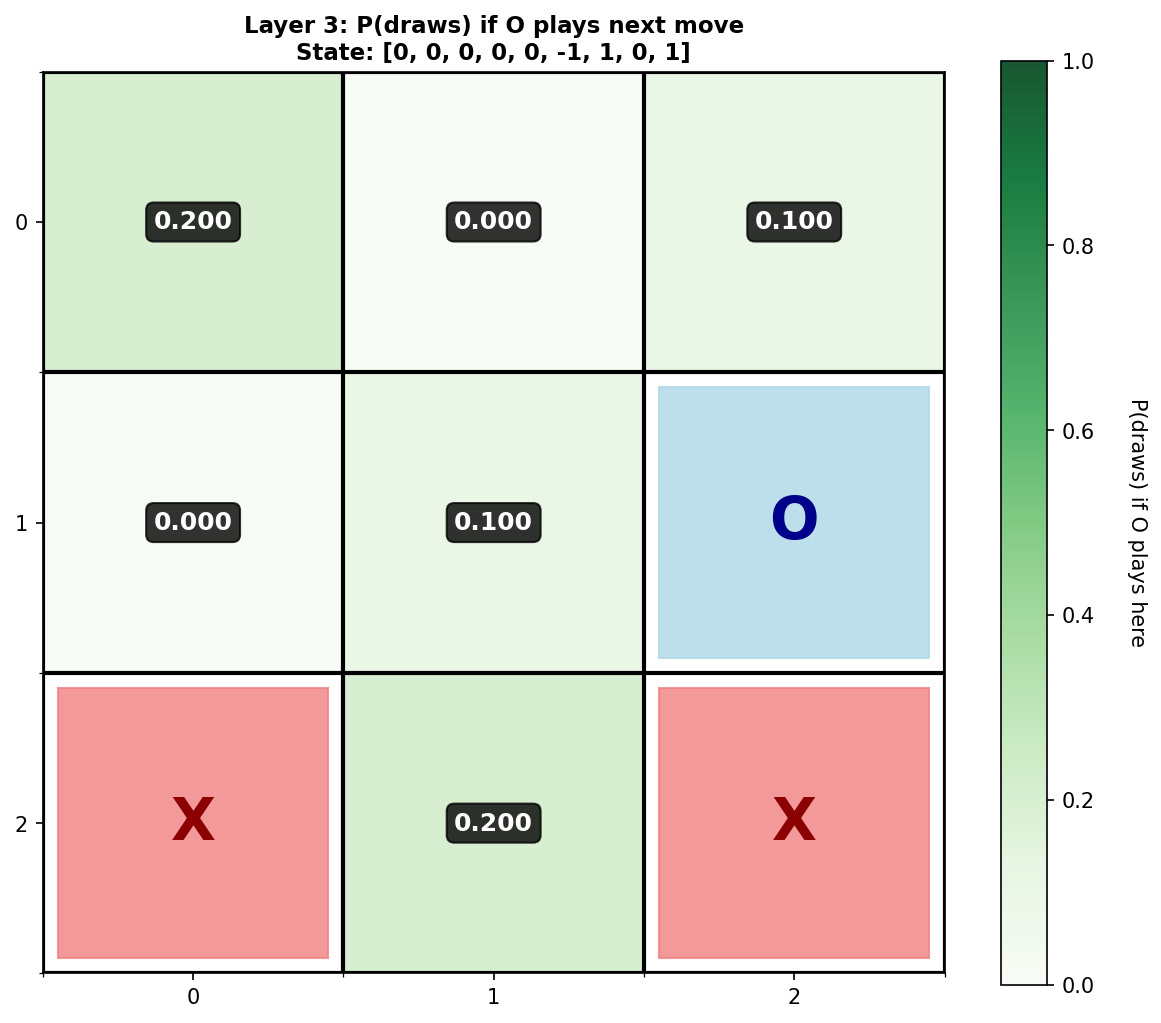 Layer 3: P(draws) if O plays next move
State: [0, 0, 0, 0, 0, -1, 1, 0, 1]
0 0.200 0.000 0.100
1 0.000 0.100 O
2 X 0.200 X
0 1 2
1.0
0.8
0.6
0.4
0.2
0.0
P(draws) if O plays here